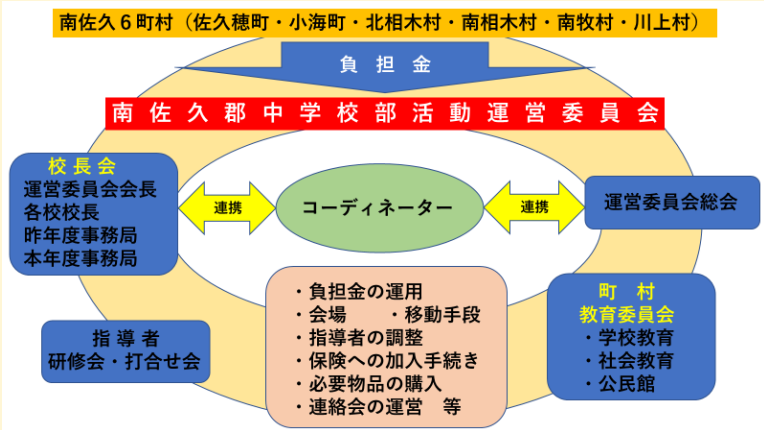 南佐久６町村（佐久穂町・小海町・北相木村・南相木村・南牧村・川上村）
負担金
南佐久郡中学校部活動運営委員会
校長会
運営委員会会長
各校校長
昨年度事務局
本年度事務局
連携
コーディネーター
連携
運営委員会総会
・負担金の運用
・会場　・移動手段
・指導者の調整
・保険への加入手続き
・必要物品の購入
・連絡会の運営　等
町　村
教育委員会
・学校教育
・社会教育
・公民館
指導者
研修会・打合せ会